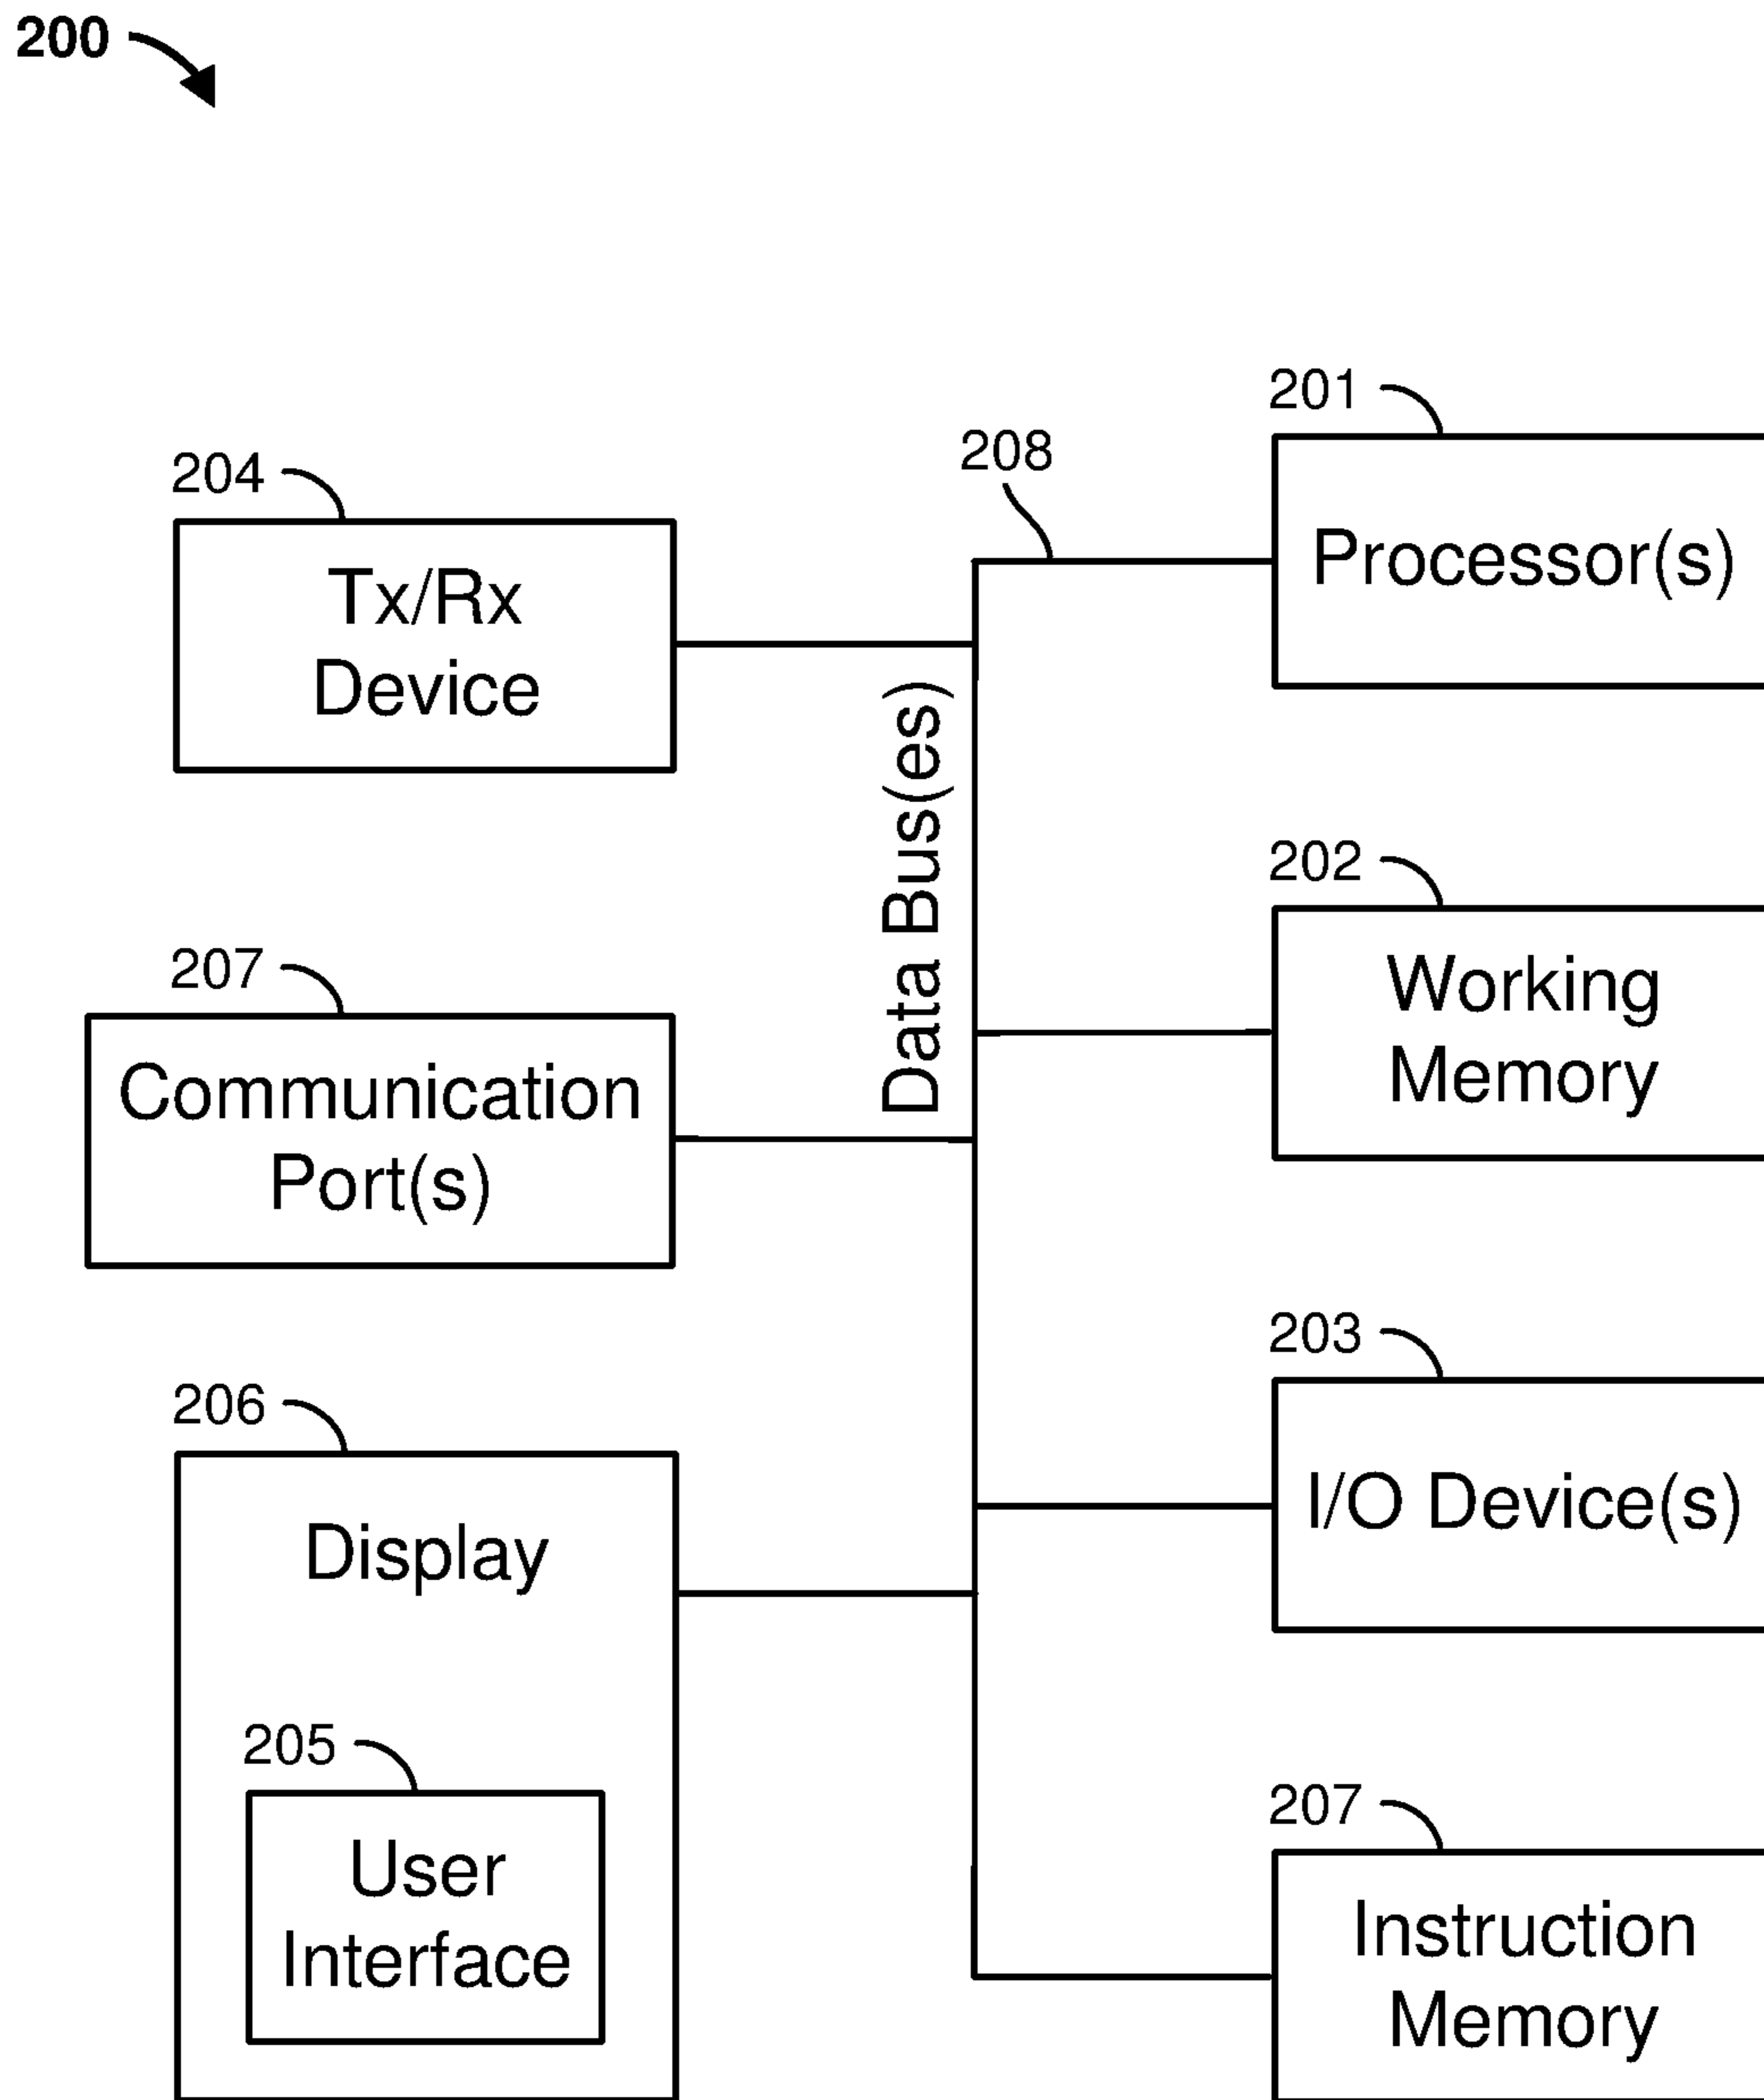 200
201
Processor(s)
208
204
Tx/Rx
Device
Data Bus(es)
202
Working
Memory
207
Communication
Port(s)
203
I/O Device(s)
206
Display
205
User
Interface
207
Instruction
Memory